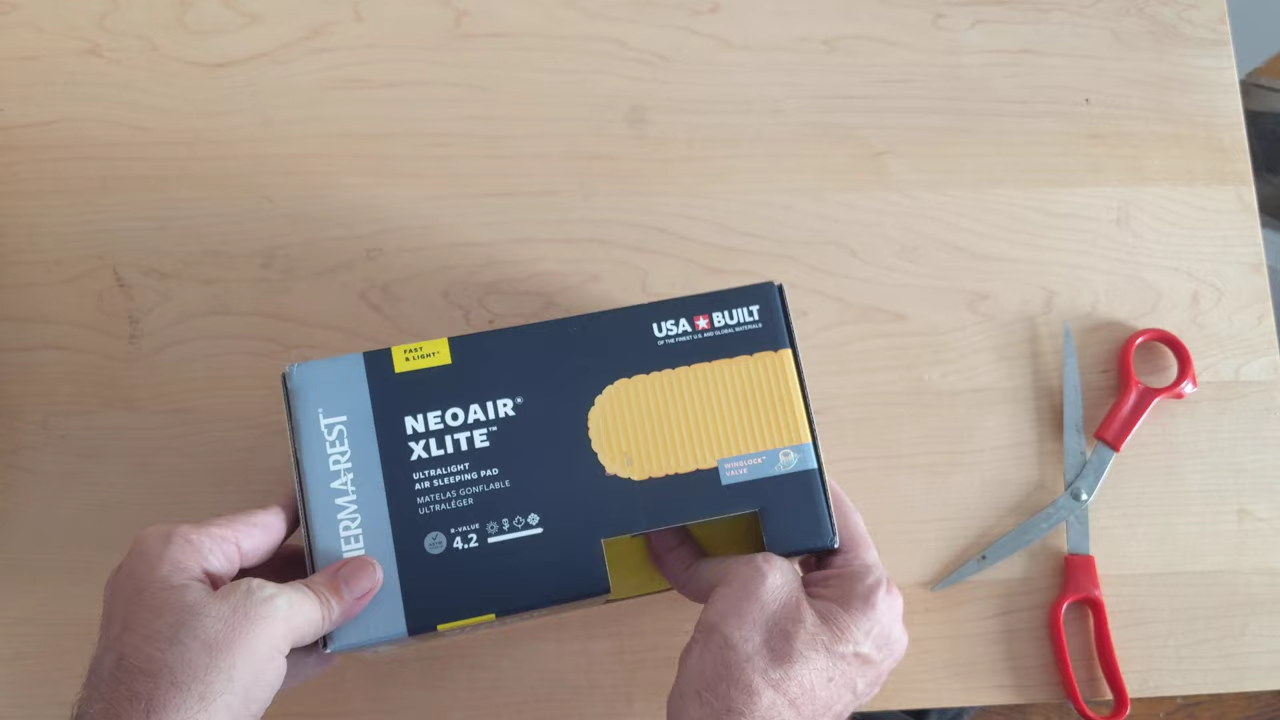 FAST
& LIGHT®
USA BUILT
OF THE FINEST U.S. AND GLOBAL MATERIALS
NEOAIR®
XLITE™
ULTRALIGHT
AIR SLEEPING PAD
MATELAS GONFLABLE
ULTRALÉGER
R-VALUE
4.2
WINGLOCK™
VALVE
ERMAREST®